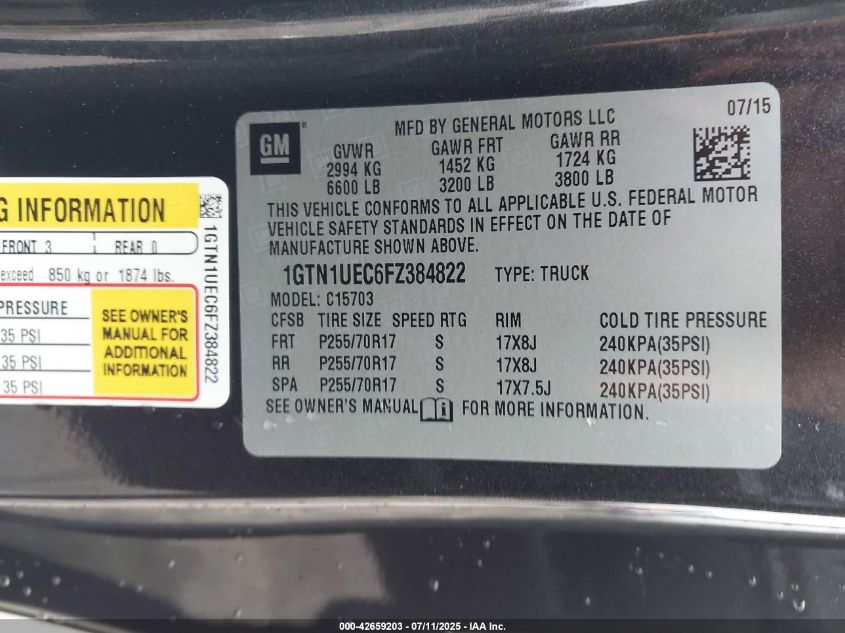 G INFORMATION
FRONT 3 REAR 0
exceed 850 kg or 1874 lbs.
PRESSURE
35 PSI
35 PSI
35 PSI
SEE OWNER'S
MANUAL FOR
ADDITIONAL
INFORMATION
1GTN1UEC6FZ384822
GM
07/15
MFD BY GENERAL MOTORS LLC
GVWR GAWR FRT GAWR RR
2994 KG 1452 KG 1724 KG
6600 LB 3200 LB 3800 LB
THIS VEHICLE CONFORMS TO ALL APPLICABLE U.S. FEDERAL MOTOR
VEHICLE SAFETY STANDARDS IN EFFECT ON THE DATE OF
MANUFACTURE SHOWN ABOVE.
1GTN1UEC6FZ384822 TYPE: TRUCK
MODEL: C15703
CFSB TIRE SIZE SPEED RTG RIM COLD TIRE PRESSURE
FRT P255/70R17 S 17X8J 240KPA(35PSI)
RR P255/70R17 S 17X8J 240KPA(35PSI)
SPA P255/70R17 S 17X7.5J 240KPA(35PSI)
SEE OWNER'S MANUAL i FOR MORE INFORMATION.
000-42659203 - 07/11/2025 - IAA Inc.